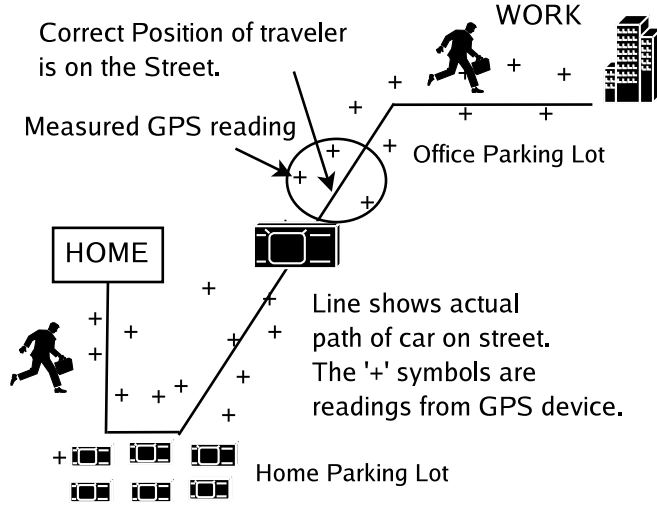 WORK
Correct Position of traveler
is on the Street.
Measured GPS reading
Office Parking Lot
HOME
Line shows actual
path of car on street.
The '+' symbols are
readings from GPS device.
Home Parking Lot